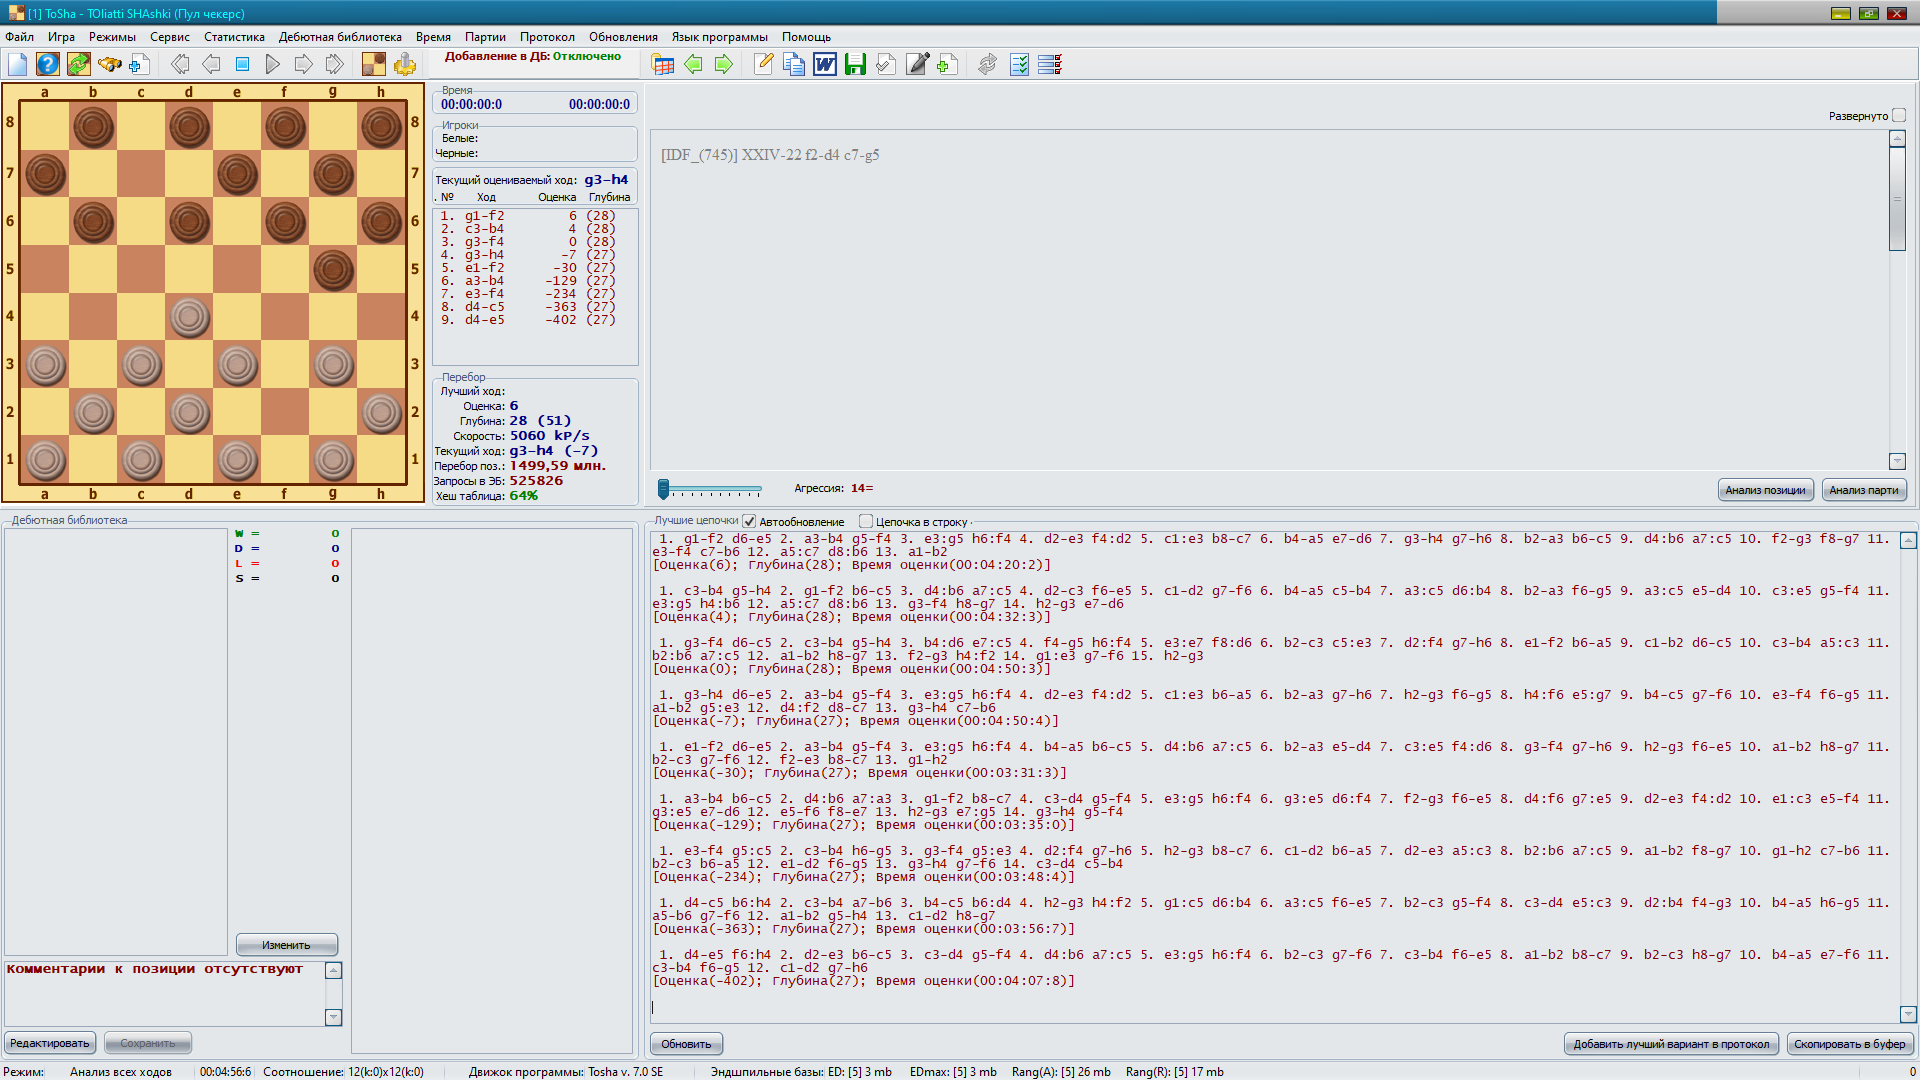 [1] ToSha - TOliatti SHAshki (Пул чекерс)
Файл Игра Режимы Сервис Статистика Дебютная библиотека Время Партии Протокол Обновления Язык программы Помощь
Добавление в ДБ: Отключено
a b c d e f g h
8 8
7 7
6 6
5 5
4 4
3 3
2 2
1 1
a b c d e f g h
Время
00:00:00:0 00:00:00:0
Игроки
Белые:
Черные:
Текущий оцениваемый ход: g3-h4
. № Ход Оценка Глубина
1. g1-f2 6 (28)
2. c3-b4 4 (28)
3. g3-f4 0 (28)
4. g3-h4 -7 (27)
5. e1-f2 -30 (27)
6. a3-b4 -129 (27)
7. e3-f4 -234 (27)
8. d4-c5 -363 (27)
9. d4-e5 -402 (27)
Перебор
Лучший ход:
Оценка: 6
Глубина: 28 (51)
Скорость: 5060 kP/s
Текущий ход: g3-h4 (-7)
Перебор поз.: 1499,59 млн.
Запросы в ЭБ: 525826
Хеш таблица: 64%
Развернуто
[IDF_(745)] XXIV-22 f2-d4 c7-g5
Агрессия: 14=
Анализ позиции Анализ парти
Дебютная библиотека
W = 0
D = 0
L = 0
S = 0
Изменить
Комментарии к позиции отсутствуют
Редактировать Сохранить
Лучшие цепочки Автообновление Цепочка в строку
1. g1-f2 d6-e5 2. a3-b4 g5-f4 3. e3:g5 h6:f4 4. d2-e3 f4:d2 5. c1:e3 b8-c7 6. b4-a5 e7-d6 7. g3-h4 g7-h6 8. b2-a3 b6-c5 9. d4:b6 a7:c5 10. f2-g3 f8-g7 11.
e3-f4 c7-b6 12. a5:c7 d8:b6 13. a1-b2
[Оценка(6); Глубина(28); Время оценки(00:04:20:2)]
1. c3-b4 g5-h4 2. g1-f2 b6-c5 3. d4:b6 a7:c5 4. d2-c3 f6-e5 5. c1-d2 g7-f6 6. b4-a5 c5-b4 7. a3:c5 d6:b4 8. b2-a3 f6-g5 9. a3:c5 e5-d4 10. c3:e5 g5-f4 11.
e3:g5 h4:b6 12. a5:c7 d8:b6 13. g3-f4 h8-g7 14. h2-g3 e7-d6
[Оценка(4); Глубина(28); Время оценки(00:04:32:3)]
1. g3-f4 d6-c5 2. c3-b4 g5-h4 3. b4:d6 e7:c5 4. f4-g5 h6:f4 5. e3:e7 f8:d6 6. b2-c3 c5:e3 7. d2:f4 g7-h6 8. e1-f2 b6-a5 9. c1-b2 d6-c5 10. c3-b4 a5:c3 11.
b2:b6 a7:c5 12. a1-b2 h8-g7 13. f2-g3 h4:f2 14. g1:e3 g7-f6 15. h2-g3
[Оценка(0); Глубина(28); Время оценки(00:04:50:3)]
1. g3-h4 d6-e5 2. a3-b4 g5-f4 3. e3:g5 h6:f4 4. d2-e3 f4:d2 5. c1:e3 b6-a5 6. b2-a3 g7-h6 7. h2-g3 f6-g5 8. h4:f6 e5:g7 9. b4-c5 g7-f6 10. e3-f4 f6-g5 11.
a1-b2 g5:e3 12. d4:f2 d8-c7 13. g3-h4 c7-b6
[Оценка(-7); Глубина(27); Время оценки(00:04:50:4)]
1. e1-f2 d6-e5 2. a3-b4 g5-f4 3. e3:g5 h6:f4 4. b4-a5 b6-c5 5. d4:b6 a7:c5 6. b2-a3 e5-d4 7. c3:e5 f4:d6 8. g3-f4 g7-h6 9. h2-g3 f6-e5 10. a1-b2 h8-g7 11.
b2-c3 g7-f6 12. f2-e3 b8-c7 13. g1-h2
[Оценка(-30); Глубина(27); Время оценки(00:03:31:3)]
1. a3-b4 b6-c5 2. d4:b6 a7:a3 3. g1-f2 b8-c7 4. c3-d4 g5-f4 5. e3:g5 h6:f4 6. g3:e5 d6:f4 7. f2-g3 f6-e5 8. d4:f6 g7:e5 9. d2-e3 f4:d2 10. e1:c3 e5-f4 11.
g3:e5 e7-d6 12. e5-f6 f8-e7 13. h2-g3 e7:g5 14. g3-h4 g5-f4
[Оценка(-129); Глубина(27); Время оценки(00:03:35:0)]
1. e3-f4 g5:c5 2. c3-b4 h6-g5 3. g3-f4 g5:e3 4. d2:f4 g7-h6 5. h2-g3 b8-c7 6. c1-d2 b6-a5 7. d2-e3 a5:c3 8. b2:b6 a7:c5 9. a1-b2 f8-g7 10. g1-h2 c7-b6 11.
b2-c3 b6-a5 12. e1-d2 f6-g5 13. g3-h4 g7-f6 14. c3-d4 c5-b4
[Оценка(-234); Глубина(27); Время оценки(00:03:48:4)]
1. d4-c5 b6:h4 2. c3-b4 a7-b6 3. b4-c5 b6:d4 4. h2-g3 h4:f2 5. g1:c5 d6:b4 6. a3:c5 f6-e5 7. b2-c3 g5-f4 8. c3-d4 e5:c3 9. d2:b4 f4-g3 10. b4-a5 h6-g5 11.
a5-b6 g7-f6 12. a1-b2 g5-h4 13. c1-d2 h8-g7
[Оценка(-363); Глубина(27); Время оценки(00:03:56:7)]
1. d4-e5 f6:h4 2. d2-e3 b6-c5 3. c3-d4 g5-f4 4. d4:b6 a7:c5 5. e3:g5 h4:f6 6. b2-c3 g7-f6 7. c3-b4 f6-e5 8. a1-b2 b8-c7 9. b2-c3 h8-g7 10. b4-a5 e7-f6 11.
c3-b4 f6-g5 12. c1-d2 g7-h6
[Оценка(-402); Глубина(27); Время оценки(00:04:07:8)]
Обновить Добавить лучший вариант в протокол Скопировать в буфер
Режим: Анализ всех ходов 00:04:56:6 Соотношение: 12(k:0)x12(k:0) Движок программы: Tosha v. 7.0 SE Эндшпильные базы: ED: [5] 3 mb EDmax: [5] 3 mb Rang(A): [5] 26 mb Rang(R): [5] 17 mb 0